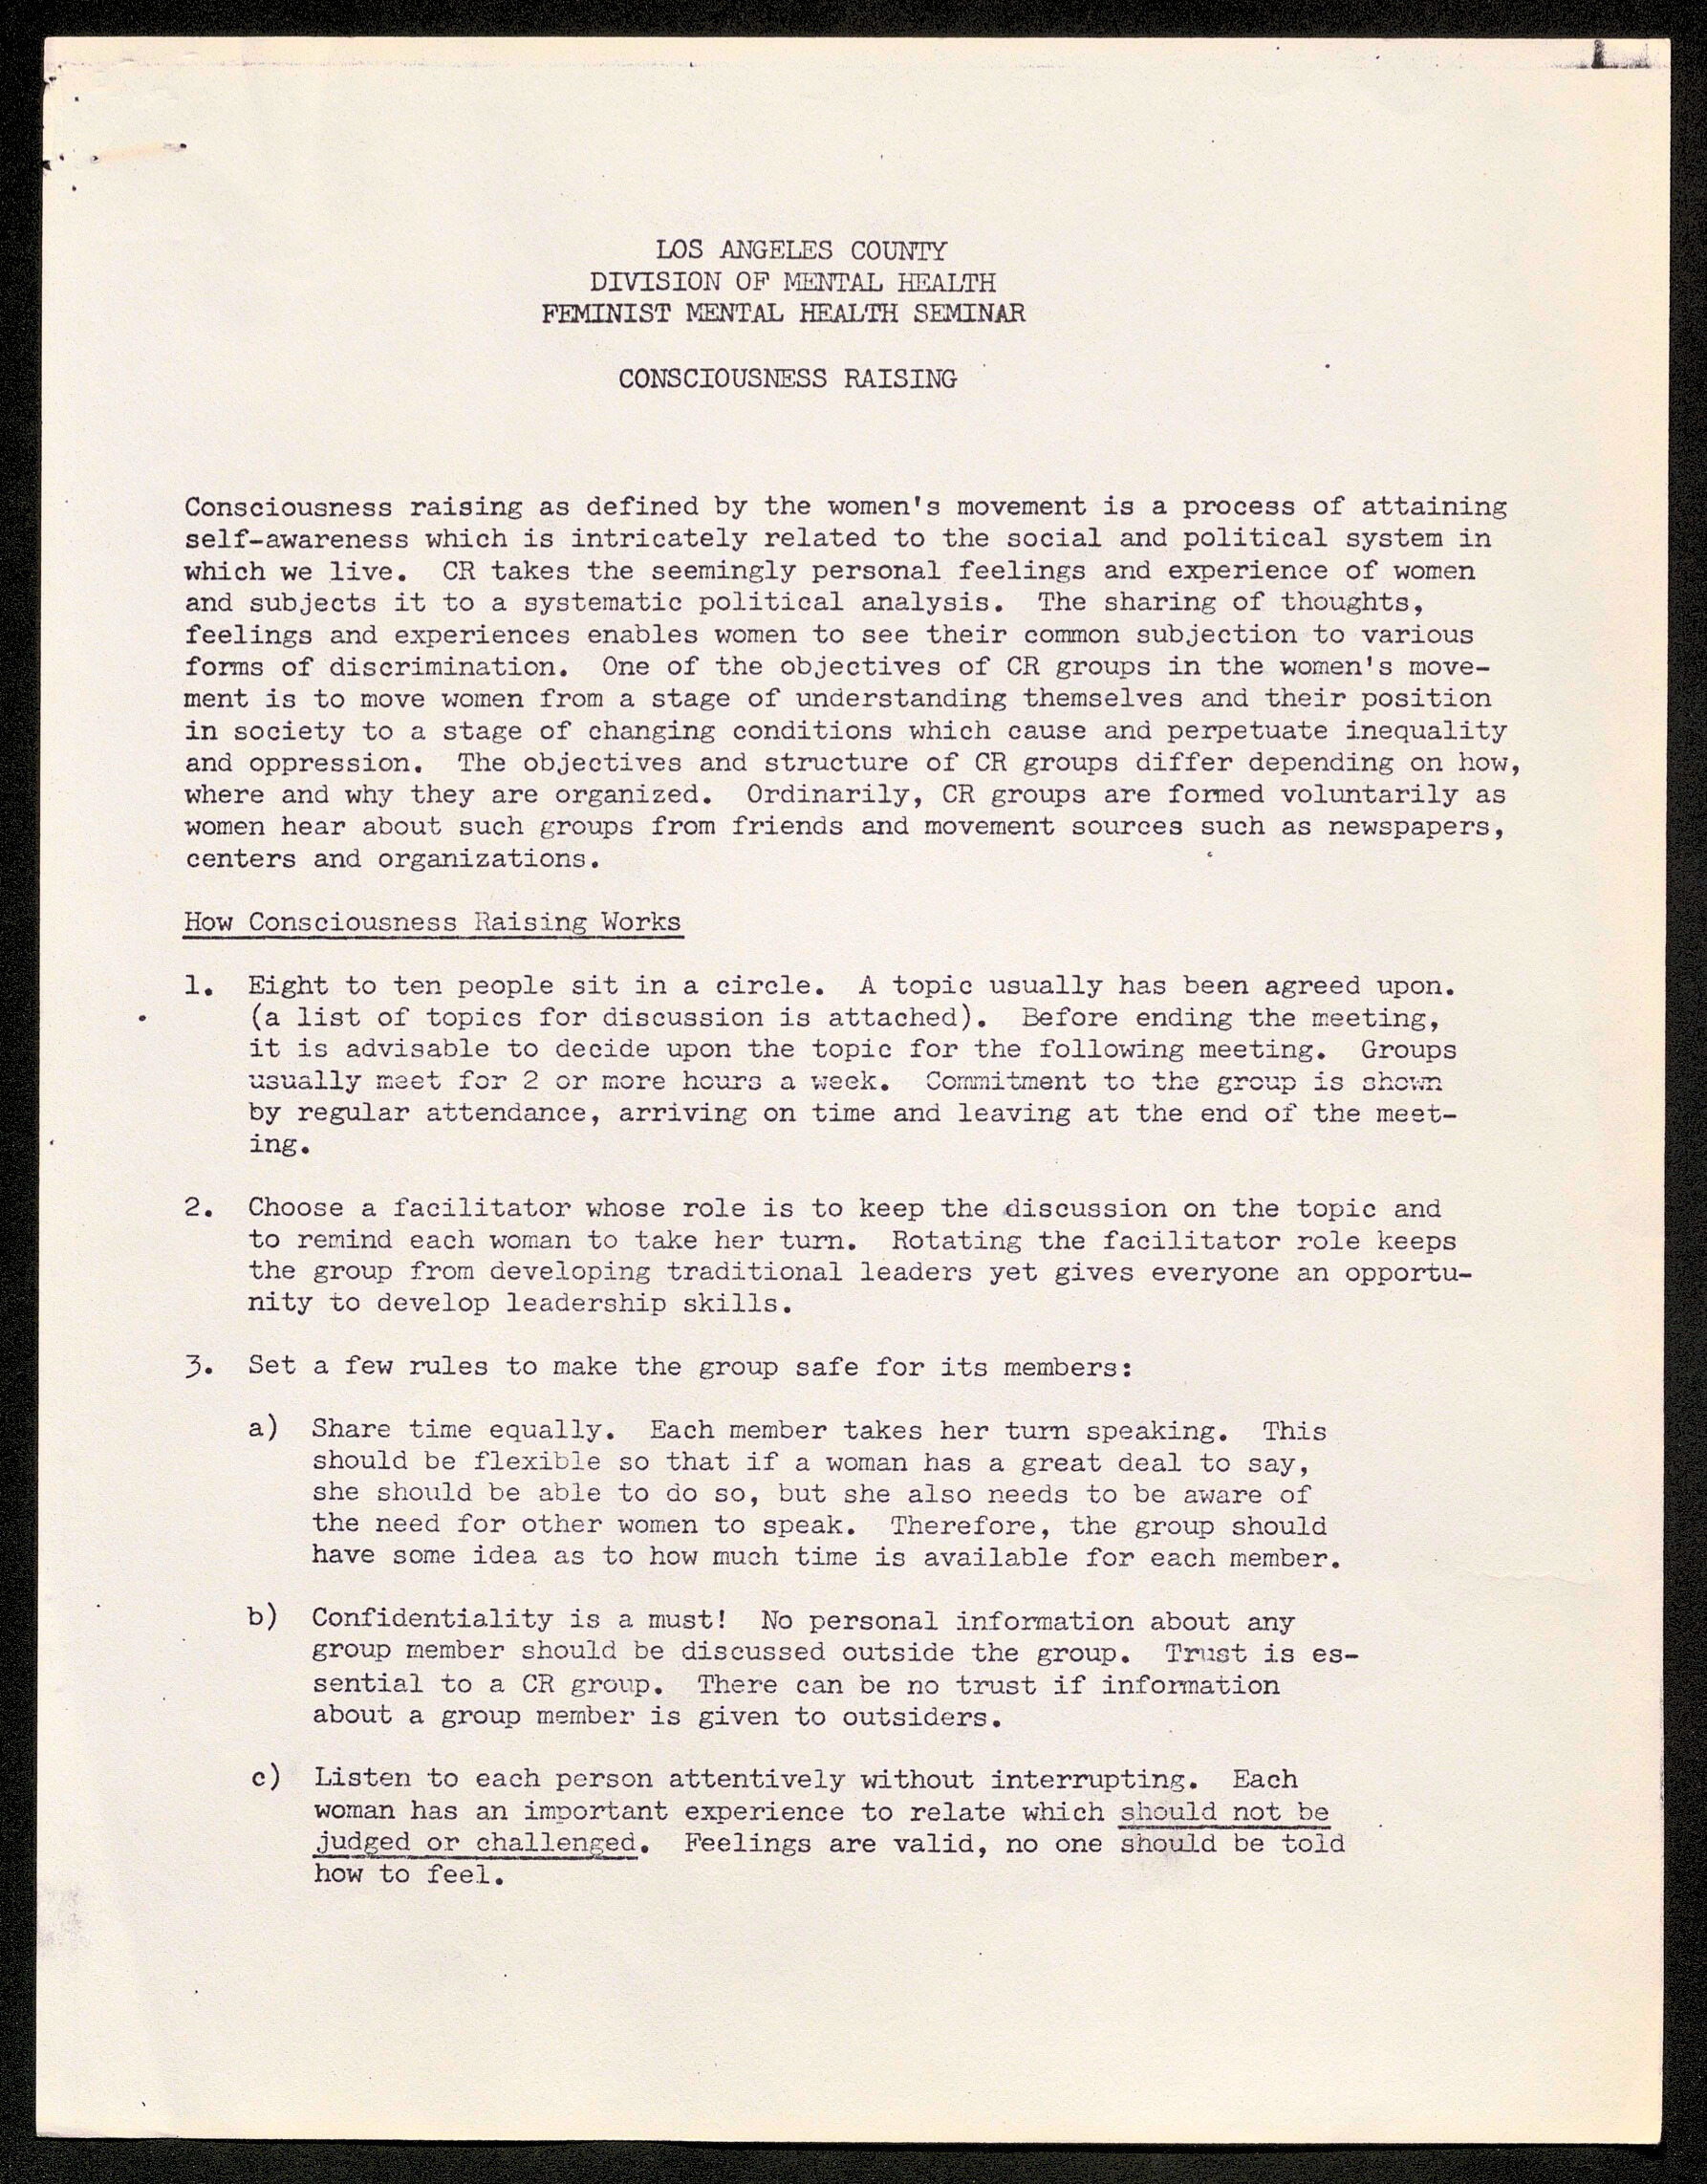 LOS ANGELES COUNTY
DIVISION OF MENTAL HEALTH
FEMINIST MENTAL HEALTH SEMINAR
CONSCIOUSNESS RAISING
Consciousness raising as defined by the women's movement is a process of attaining
self-awareness which is intricately related to the social and political system in
which we live.  CR takes the seemingly personal feelings and experience of women
and subjects it to a systematic political analysis.  The sharing of thoughts,
feelings and experiences enables women to see their common subjection to various
forms of discrimination.  One of the objectives of CR groups in the women's move-
ment is to move women from a stage of understanding themselves and their position
in society to a stage of changing conditions which cause and perpetuate inequality
and oppression.  The objectives and structure of CR groups differ depending on how,
where and why they are organized.  Ordinarily, CR groups are formed voluntarily as
women hear about such groups from friends and movement sources such as newspapers,
centers and organizations.
How Consciousness Raising Works
1.  Eight to ten people sit in a circle.  A topic usually has been agreed upon.
(a list of topics for discussion is attached).  Before ending the meeting,
it is advisable to decide upon the topic for the following meeting.  Groups
usually meet for 2 or more hours a week.  Commitment to the group is shown
by regular attendance, arriving on time and leaving at the end of the meet-
ing.
2.  Choose a facilitator whose role is to keep the discussion on the topic and
to remind each woman to take her turn.  Rotating the facilitator role keeps
the group from developing traditional leaders yet gives everyone an opportu-
nity to develop leadership skills.
3.  Set a few rules to make the group safe for its members:
a)  Share time equally.  Each member takes her turn speaking.  This
should be flexible so that if a woman has a great deal to say,
she should be able to do so, but she also needs to be aware of
the need for other women to speak.  Therefore, the group should
have some idea as to how much time is available for each member.
b)  Confidentiality is a must!  No personal information about any
group member should be discussed outside the group.  Trust is es-
sential to a CR group.  There can be no trust if information
about a group member is given to outsiders.
c)  Listen to each person attentively without interrupting.  Each
woman has an important experience to relate which should not be
judged or challenged.  Feelings are valid, no one should be told
how to feel.